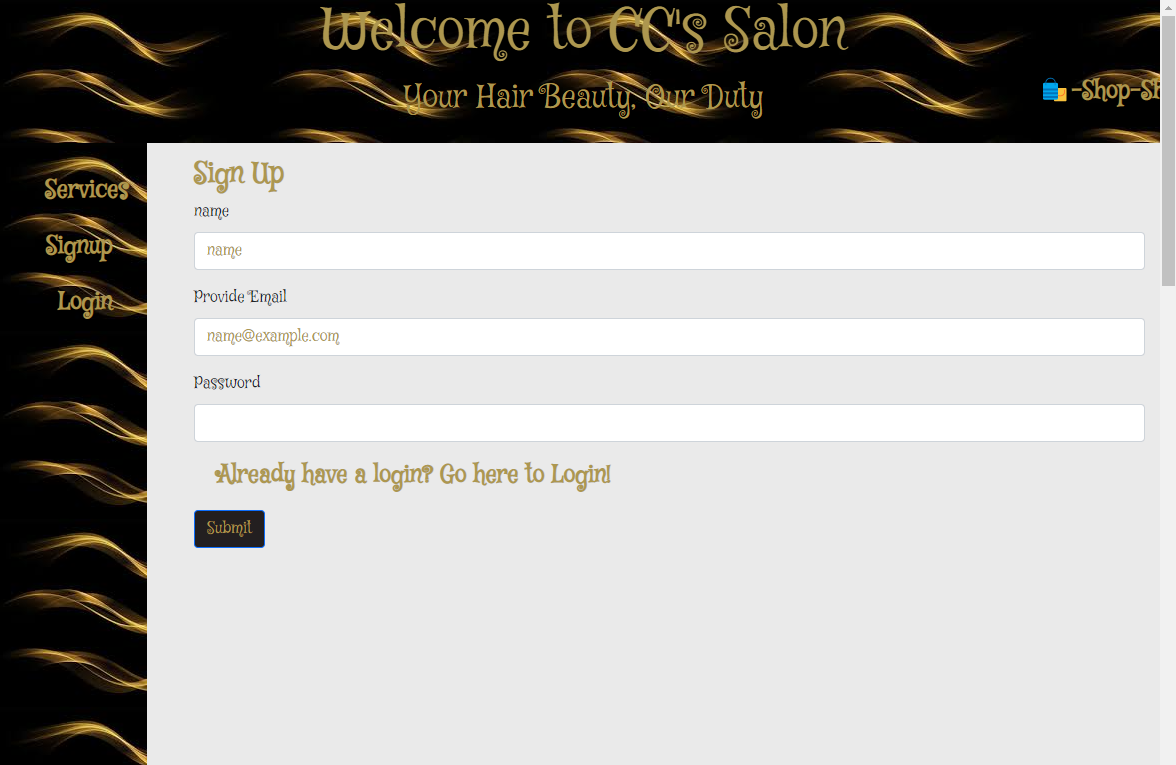 Welcome to CC's Salon
Your Hair Beauty, Our Duty
-Shop-Sh
Services
Signup
Login
Sign Up
name
name
Provide Email
name@example.com
Password
Already have a login? Go here to Login!
Submit